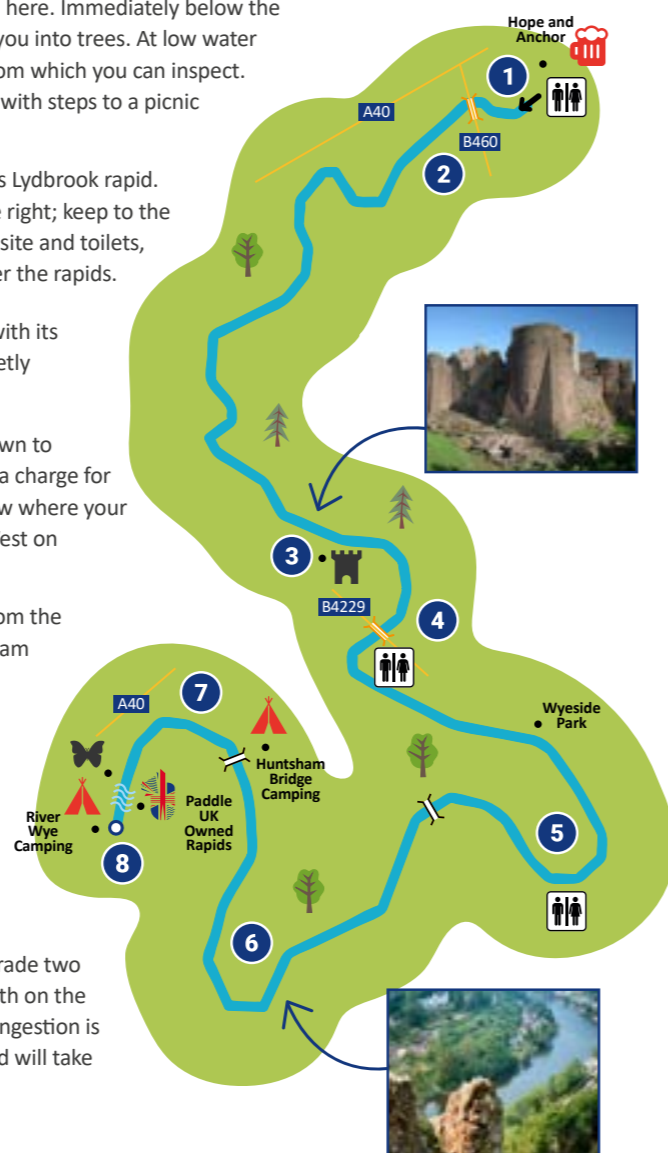 here. Immediately below the
you into trees. At low water
om which you can inspect.
with steps to a picnic
s Lydbrook rapid.
e right; keep to the
site and toilets,
er the rapids.
with its
etly
wn to
a charge for
w where your
est on
om the
am
rade two
th on the
ngestion is
d will take
Hope and
Anchor
1
A40
B460
2
3
B4229
4
Wyeside
Park
5
6
7
A40
Huntsham
Bridge
Camping
Paddle
UK
Owned
Rapids
River
Wye
Camping
8